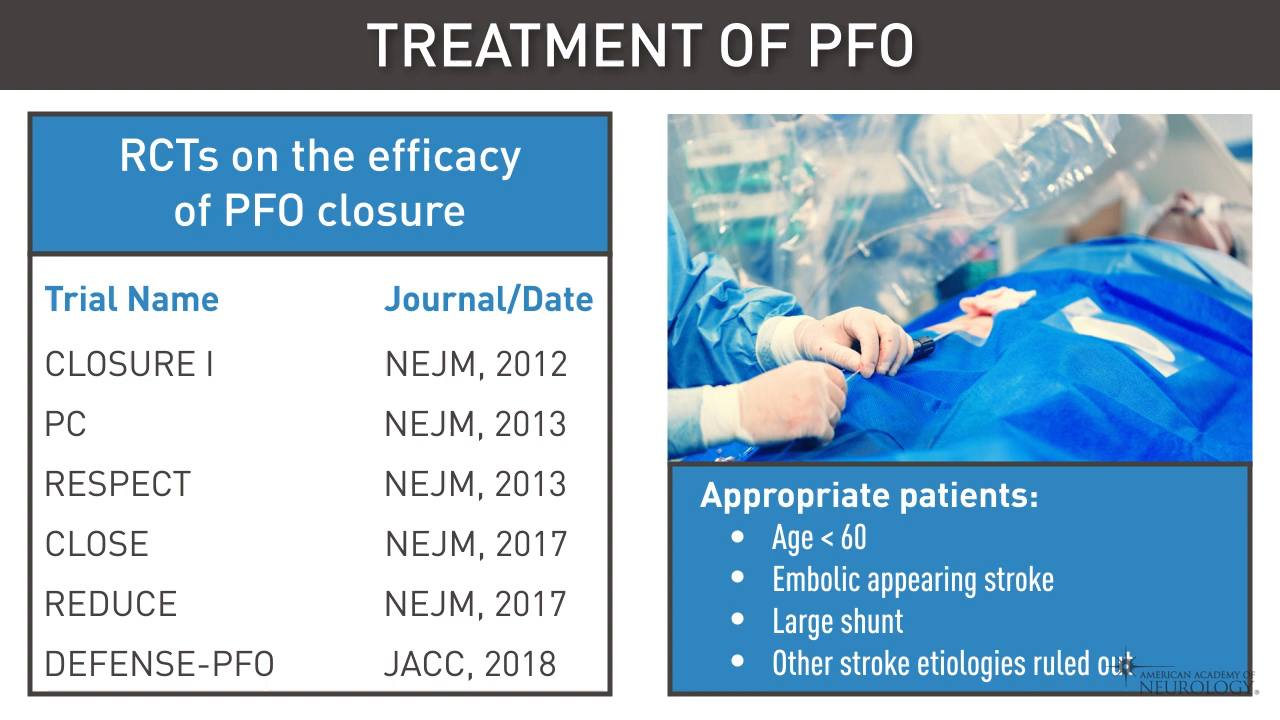 TREATMENT OF PFO
RCTs on the efficacy
of PFO closure
Trial Name Journal/Date
CLOSURE I NEJM, 2012
PC NEJM, 2013
RESPECT NEJM, 2013
CLOSE NEJM, 2017
REDUCE NEJM, 2017
DEFENSE-PFO JACC, 2018
Appropriate patients:
• Age < 60
• Embolic appearing stroke
• Large shunt
• Other stroke etiologies ruled out
AMERICAN ACADEMY OF
NEUROLOGY®